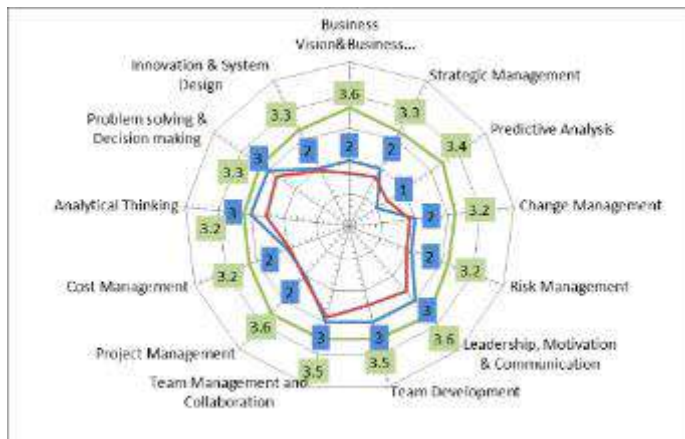 Business
Vision&Business...
Innovation & System
Design
Strategic Management
3.6
3.3
3.3
Problem solving &
Decision making
Predictive Analysis
2
2
2
3.4
3
3.3
1
Analytical Thinking
3
2
3.2
Change Management
3.2
2
2
3.2
3.2
Cost Management
Risk Management
2
3.6
3
3
3
3.6
Project Management
Leadership, Motivation
& Communication
3.5
3.5
Team Management and
Collaboration
Team Development